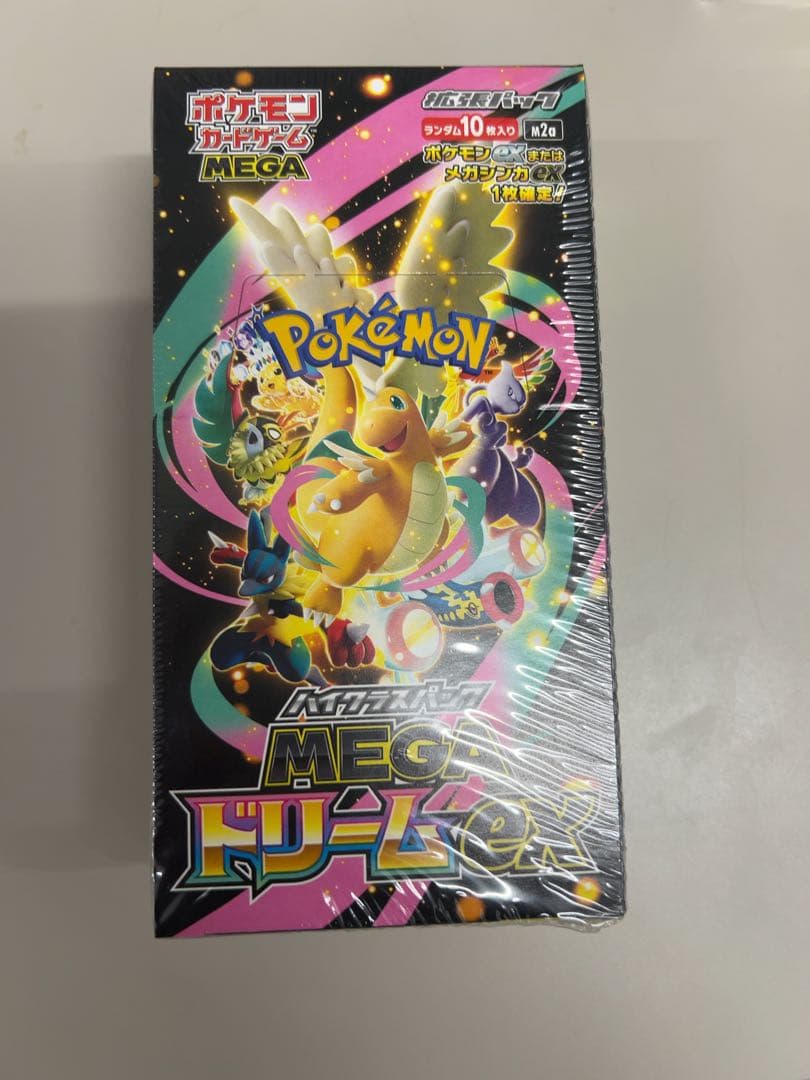 ポケモン
カードゲーム
MEGA
拡張パック
ランダム10枚入り M2a
ポケモンexまたは
メガシンカex
1枚確定!
POKÉMON
ハイクラスパック
MEGA
ドリームex